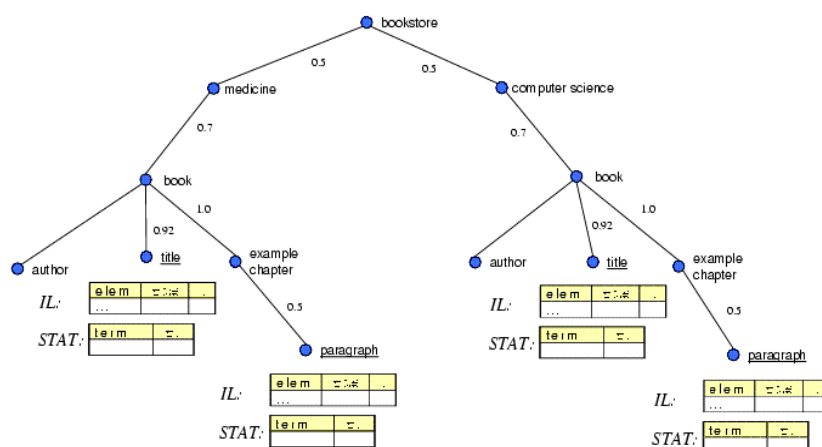 bookstore
0.5
0.5
medicine
computer science
0.7
0.7
book
book
1.0
1.0
0.92
0.92
author
title
example
chapter
author
title
example
chapter
IL:
elem
...
0.5
IL:
elem
...
0.5
STAT:
term
paragraph
STAT:
term
paragraph
IL:
elem
...
IL:
elem
...
STAT:
term
STAT:
term